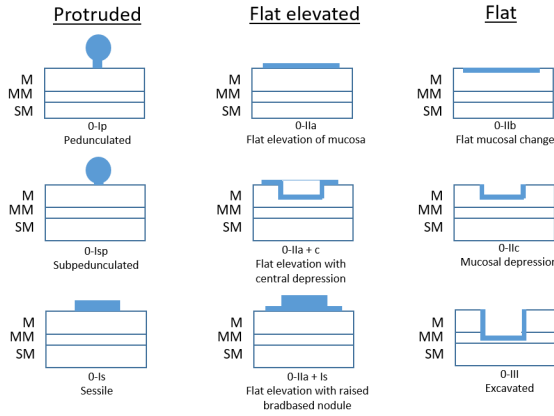 Protruded
Flat elevated
Flat
M
MM
SM
0-Ip
Pedunculated
M
MM
SM
0-IIa
Flat elevation of mucosa
M
MM
SM
0-IIb
Flat mucosal change
M
MM
SM
0-Isp
Subpedunculated
M
MM
SM
0-IIa + c
Flat elevation with
central depression
M
MM
SM
0-IIc
Mucosal depression
M
MM
SM
0-Is
Sessile
M
MM
SM
0-IIa + Is
Flat elevation with raised
bradbased nodule
M
MM
SM
0-III
Excavated